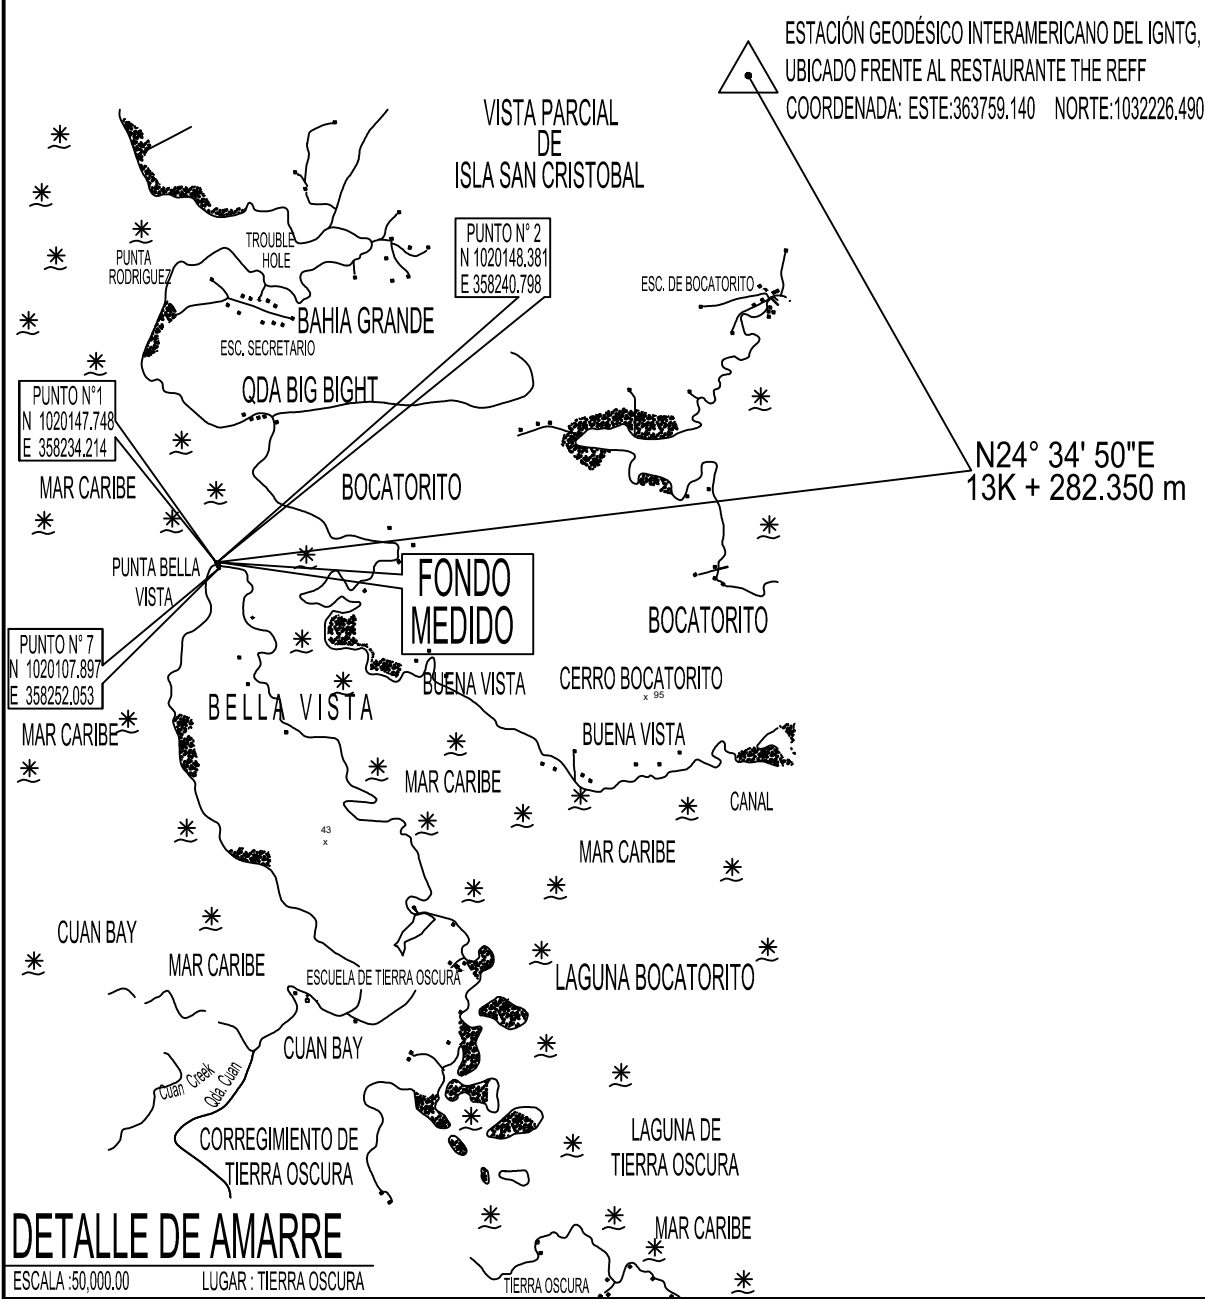 ESTACIÓN GEODÉSICO INTERAMERICANO DEL IGNTG,
UBICADO FRENTE AL RESTAURANTE THE REFF
COORDENADA: ESTE:363759.140 NORTE:1032226.490
VISTA PARCIAL
DE
ISLA SAN CRISTOBAL
PUNTO N° 2
N 1020148.381
E 358240.798
TROUBLE
HOLE
PUNTA
RODRIGUEZ
ESC. DE BOCATORITO
BAHIA GRANDE
ESC. SECRETARIO
QDA BIG BIGHT
PUNTO N°1
N 1020147.748
E 358234.214
MAR CARIBE
BOCATORITO
N24° 34' 50"E
13K + 282.350 m
PUNTA BELLA
VISTA
FONDO
MEDIDO
BOCATORITO
PUNTO N° 7
N 1020107.897
E 358252.053
BUENA VISTA
CERRO BOCATORITO
x 95
BELLA VISTA
MAR CARIBE
BUENA VISTA
MAR CARIBE
CANAL
43
x
MAR CARIBE
CUAN BAY
MAR CARIBE
ESCUELA DE TIERRA OSCURA
LAGUNA BOCATORITO
CUAN BAY
Cuan Creek
Qda. Cuan
CORREGIMIENTO DE
TIERRA OSCURA
LAGUNA DE
TIERRA OSCURA
MAR CARIBE
TIERRA OSCURA
DETALLE DE AMARRE
ESCALA :50,000.00 LUGAR : TIERRA OSCURA